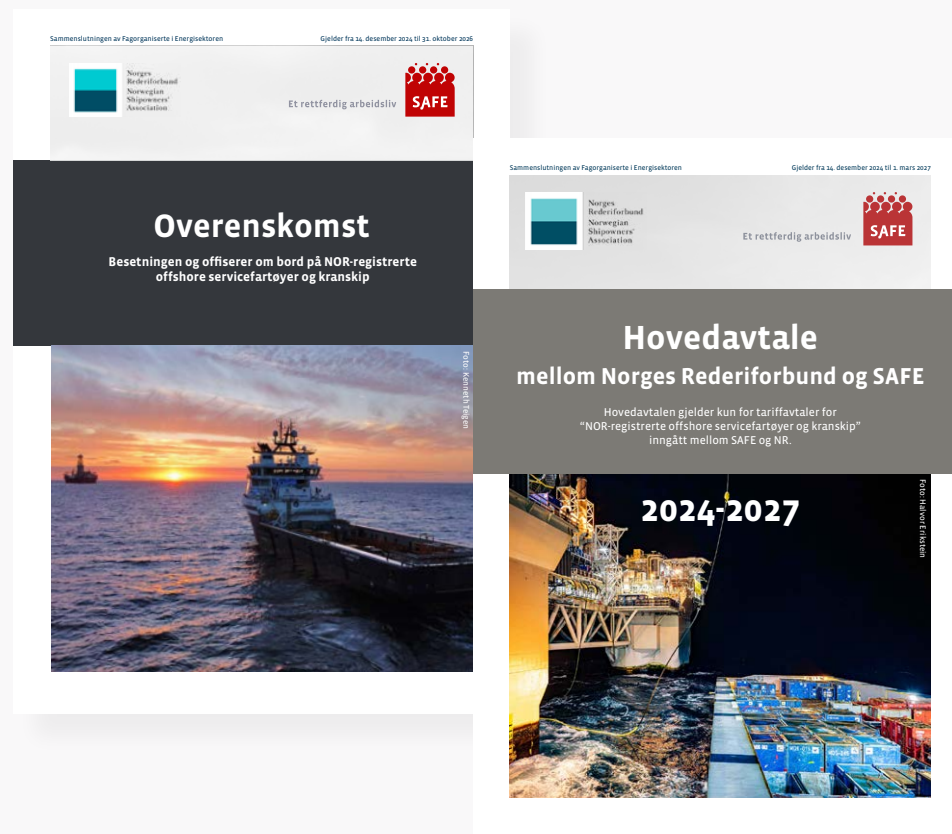 Sammenslutningen av Fagorganiserte i Energisektoren
Gjelder fra 14. desember 2024 til 31. oktober 2026
Norges
Rederiforbund
Norwegian
Shipowners'
Association
Et rettferdig arbeidsliv
SAFE
Overenskomst
Besetningen og offiserer om bord på NOR-registrerte
offshore servicefartøyer og kranskip
Foto: Kenneth Teigen
Sammenslutningen av Fagorganiserte i Energisektoren
Gjelder fra 14. desember 2024 til 1. mars 2027
Norges
Rederiforbund
Norwegian
Shipowners'
Association
Et rettferdig arbeidsliv
SAFE
Hovedavtale
mellom Norges Rederiforbund og SAFE
Hovedavtalen gjelder kun for tariffavtaler for
“NOR-registrerte offshore servicefartøyer og kranskip”
inngått mellom SAFE og NR.
2024-2027
Foto: Halvor Erikstein